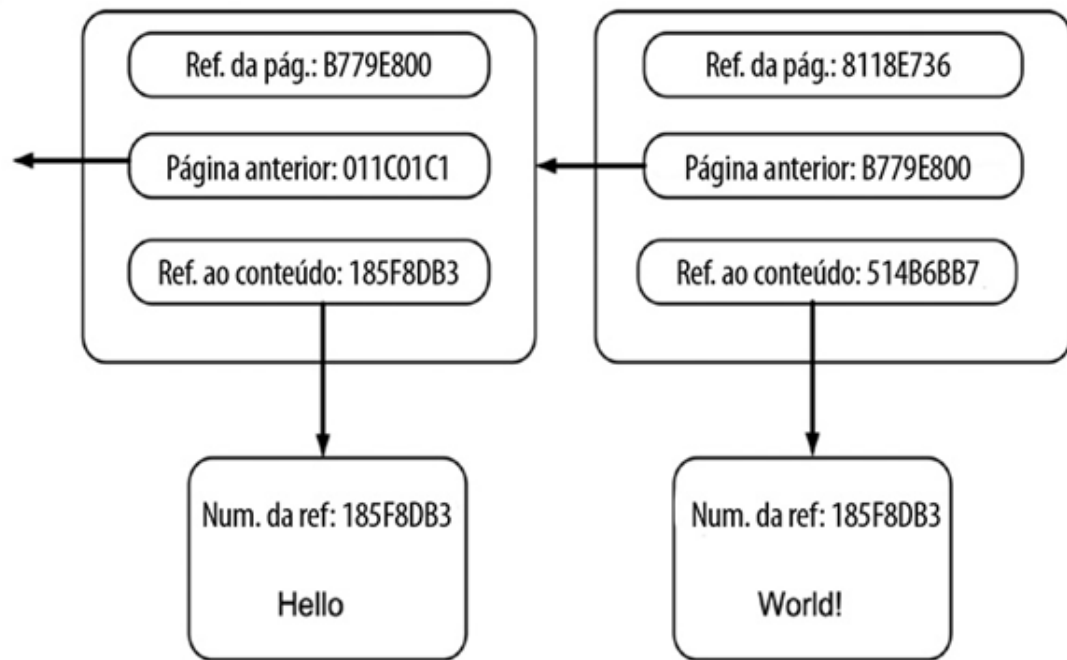 Ref. da pág.: B779E800
Página anterior: 011C01C1
Ref. ao conteúdo: 185F8DB3
Ref. da pág.: 8118E736
Página anterior: B779E800
Ref. ao conteúdo: 514B6BB7
Num. da ref: 185F8DB3
Hello
Num. da ref: 185F8DB3
World!